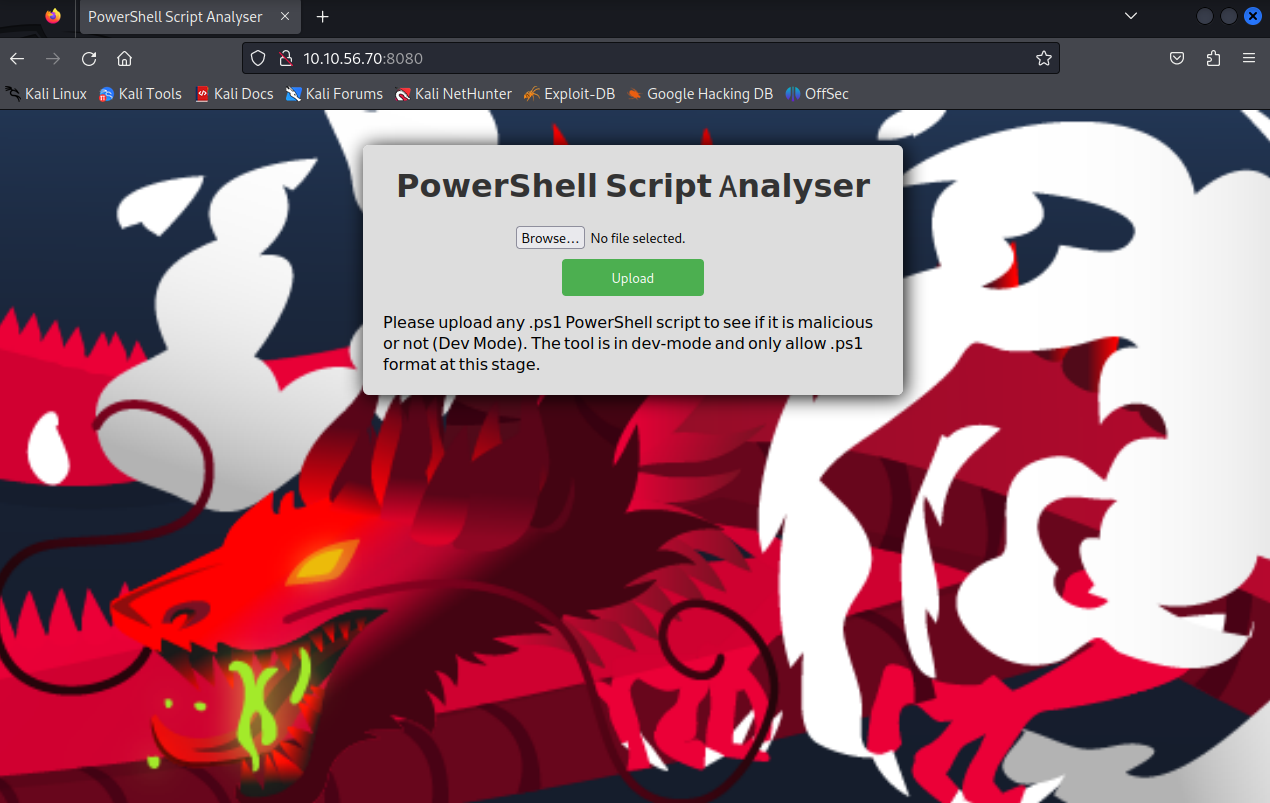 PowerShell Script Analyser
10.10.56.70:8080
Kali Linux Kali Tools Kali Docs Kali Forums Kali NetHunter Exploit-DB Google Hacking DB OffSec
PowerShell Script Analyser
Browse... No file selected.
Upload
Please upload any .ps1 PowerShell script to see if it is malicious
or not (Dev Mode). The tool is in dev-mode and only allow .ps1
format at this stage.